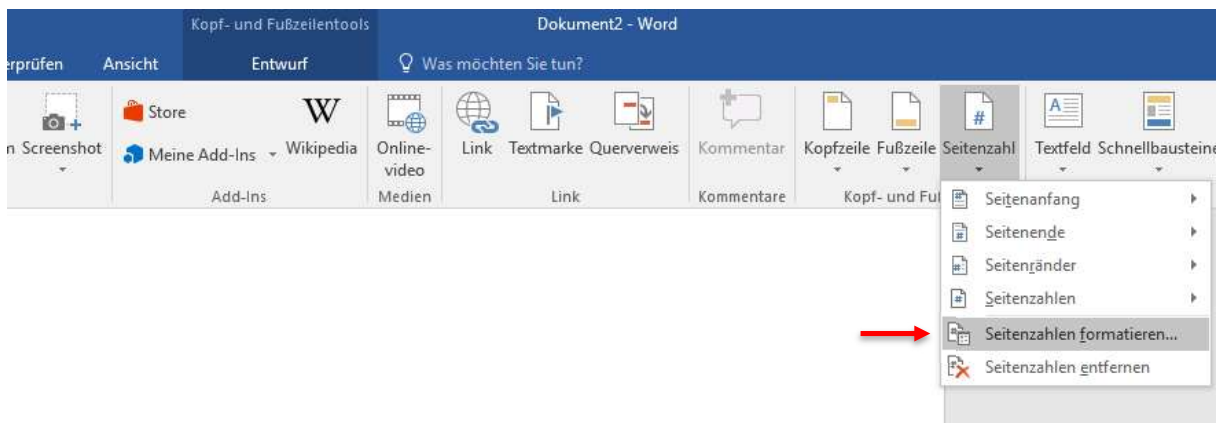 Kopf- und Fußzeilentools
Dokument2 - Word
erprüfen Ansicht Entwurf Was möchten Sie tun?
n Screenshot
Store
Meine Add-Ins
Wikipedia
Online-
video
Link Textmarke Querverweis
Kommentar
Kopfzeile Fußzeile Seitenzahl
Textfeld Schnellbausteine
Add-Ins Medien Link Kommentare Kopf- und Fuß
Seitenanfang
Seitenende
Seitenränder
Seitenzahlen
Seitenzahlen formatieren...
Seitenzahlen entfernen